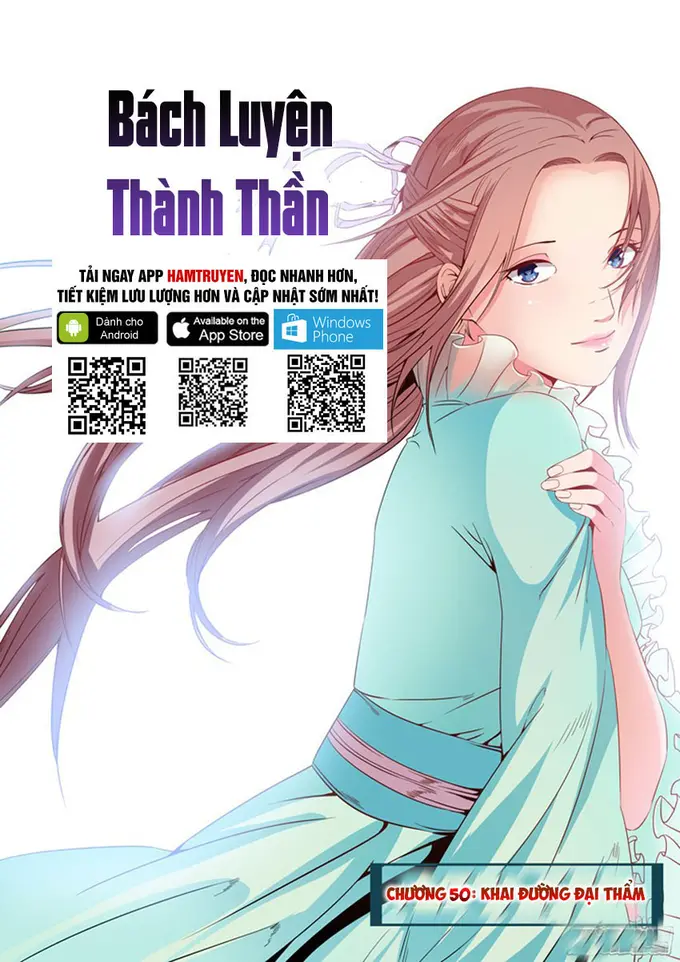 Bách Luyện
Thành Thần
TẢI NGAY APP HAMTRUYEN, ĐỌC NHANH HƠN,
TIẾT KIỆM LƯU LƯỢNG HƠN VÀ CẬP NHẬT SỚM NHẤT!
Dành cho
Android
Available on the
App Store
Windows
Phone
CHƯƠNG 50: KHAI ĐƯỜNG ĐẠI THẨM